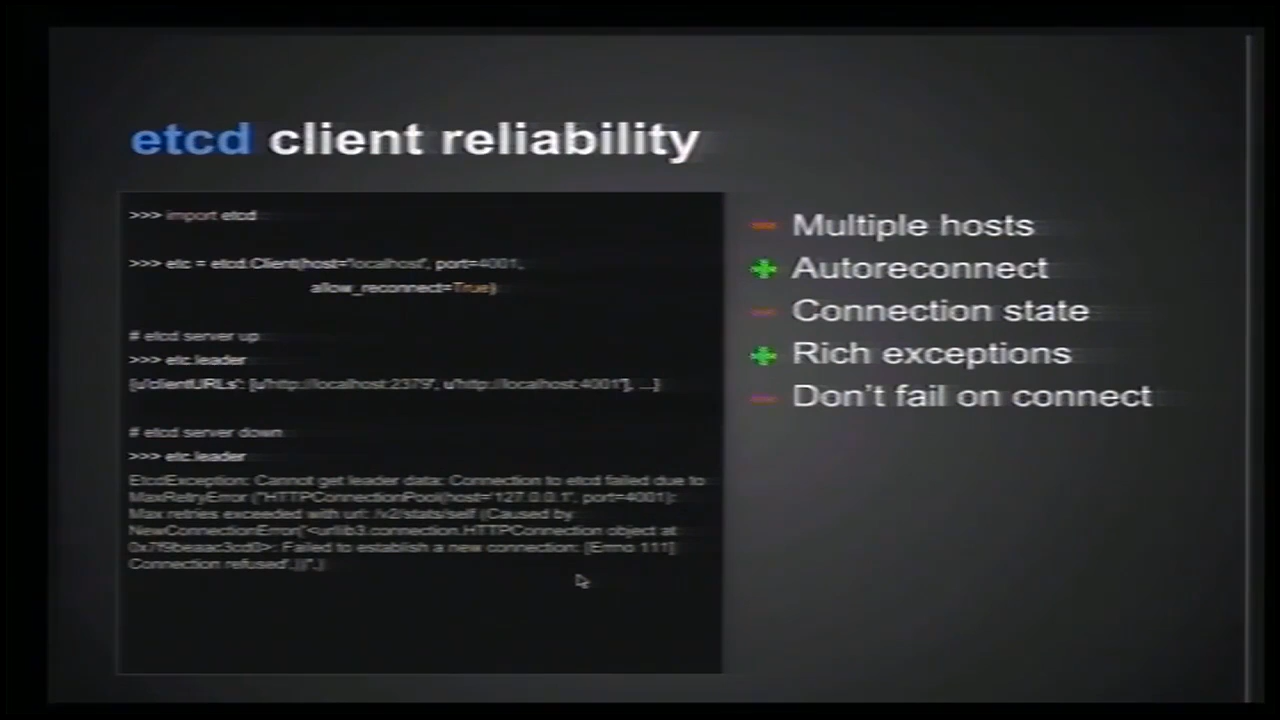 etcd client reliability
>>> import etcd
>>> etc = etcd.Client(host="localhost", port=4001,
allow_reconnect=True)
# etcd server up
>>> etc.leader
{u'clientURLs': [u'http://localhost:2379', u'http://localhost:4001'], ...}
# etcd server down
>>> etc.leader
EtcdException: Cannot get leader data: Connection to etcd failed due to
MaxRetryError ("HTTPConnectionPool(host='127.0.0.1', port=4001):
Max retries exceeded with url: /v2/stats/self (Caused by
NewConnectionError('<urllib3.connection.HTTPConnection object at
0x7f9beaac3cd0>: Failed to establish a new connection: [Errno 111]
Connection refused',))",)
Multiple hosts
Autoreconnect
Connection state
Rich exceptions
Don't fail on connect